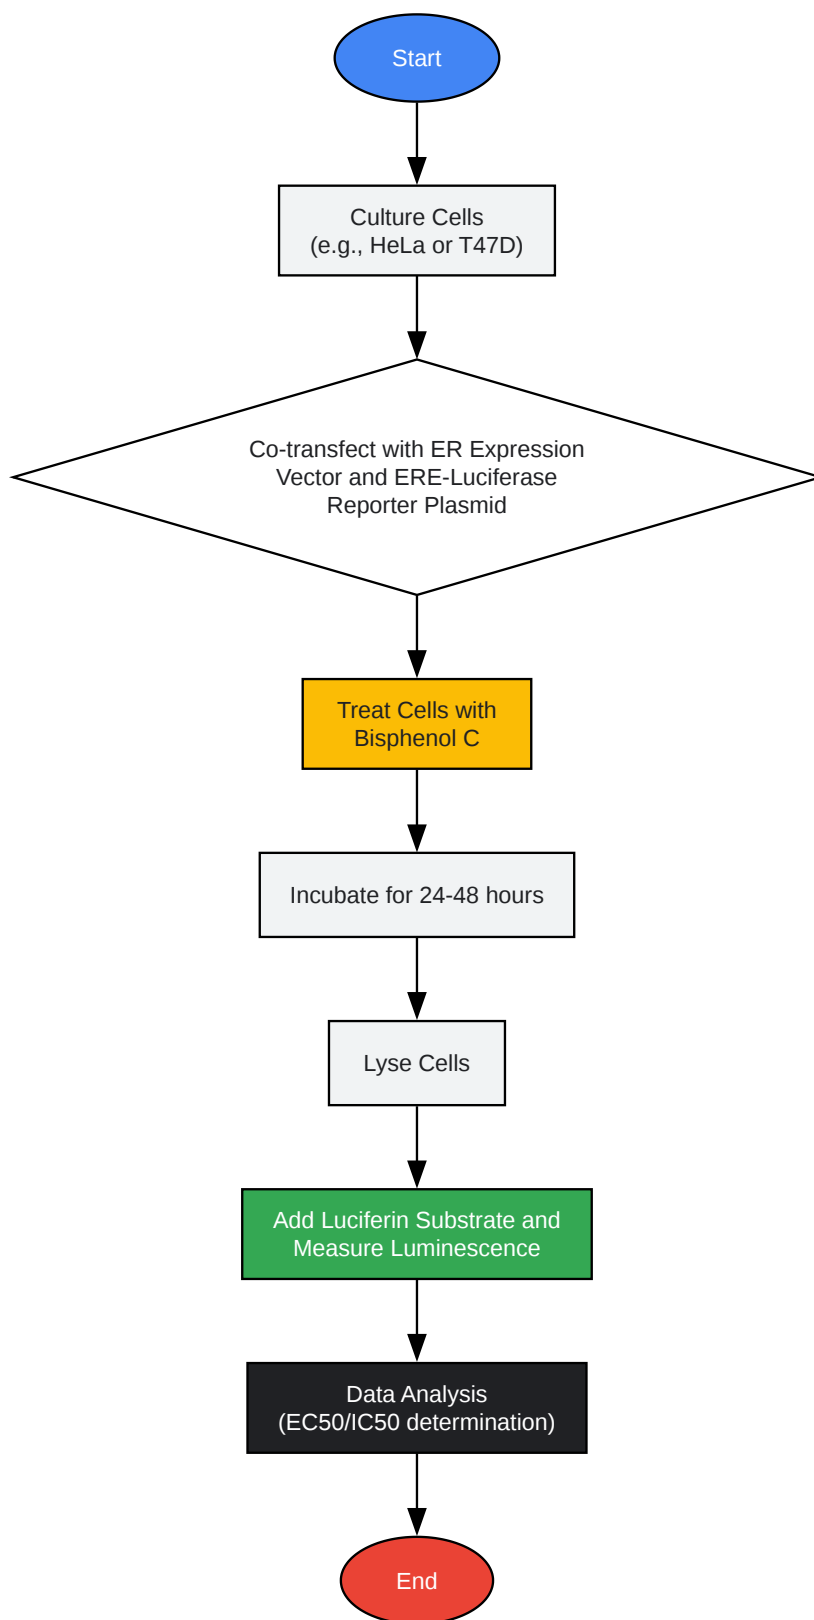 Start
Culture Cells
(e.g., HeLa or T47D)
Co-transfect with ER Expression
Vector and ERE-Luciferase
Reporter Plasmid
Treat Cells with
Bisphenol C
Incubate for 24-48 hours
Lyse Cells
Add Luciferin Substrate and
Measure Luminescence
Data Analysis
(EC50/IC50 determination)
End